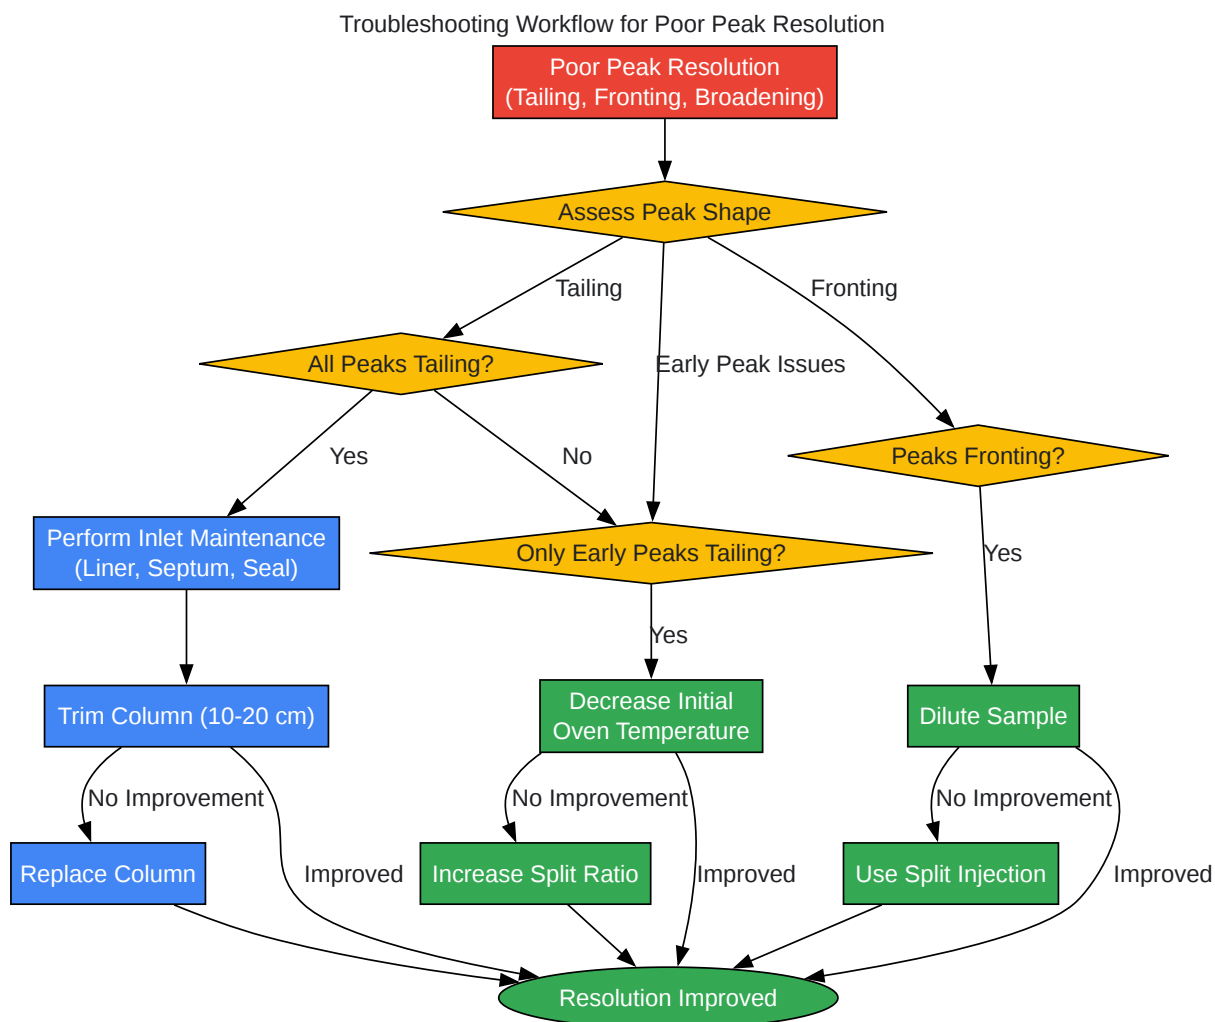 Troubleshooting Workflow for Poor Peak Resolution
Poor Peak Resolution
(Tailing, Fronting, Broadening)
Assess Peak Shape
Tailing
Fronting
All Peaks Tailing?
Early Peak Issues
Yes
No
Peaks Fronting?
Perform Inlet Maintenance
(Liner, Septum, Seal)
Only Early Peaks Tailing?
Yes
Yes
Trim Column (10-20 cm)
Decrease Initial
Oven Temperature
Dilute Sample
No Improvement
No Improvement
No Improvement
Replace Column
Improved
Increase Split Ratio
Improved
Use Split Injection
Improved
Resolution Improved